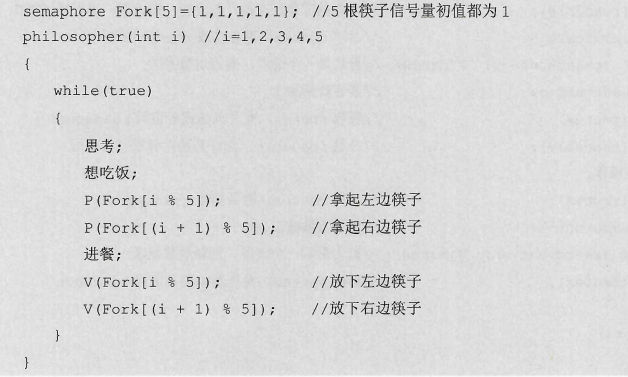 semaphore Fork[5]={1,1,1,1,1}; //5根筷子信号量初值都为1
philosopher(int i) //i=1,2,3,4,5
{
while(true)
{
思考;
想吃饭;
P(Fork[i % 5]); //拿起左边筷子
P(Fork[(i + 1) % 5]); //拿起右边筷子
进餐;
V(Fork[i % 5]); //放下左边筷子
V(Fork[(i + 1) % 5]); //放下右边筷子
}
}